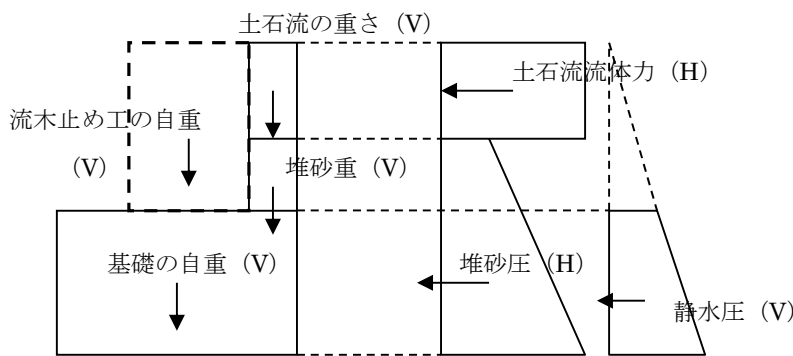 土石流の重さ（V）
土石流流体力（H）
流木止め工の自重
（V）
堆砂重（V）
基礎の自重（V）
堆砂圧（H）
静水圧（V）